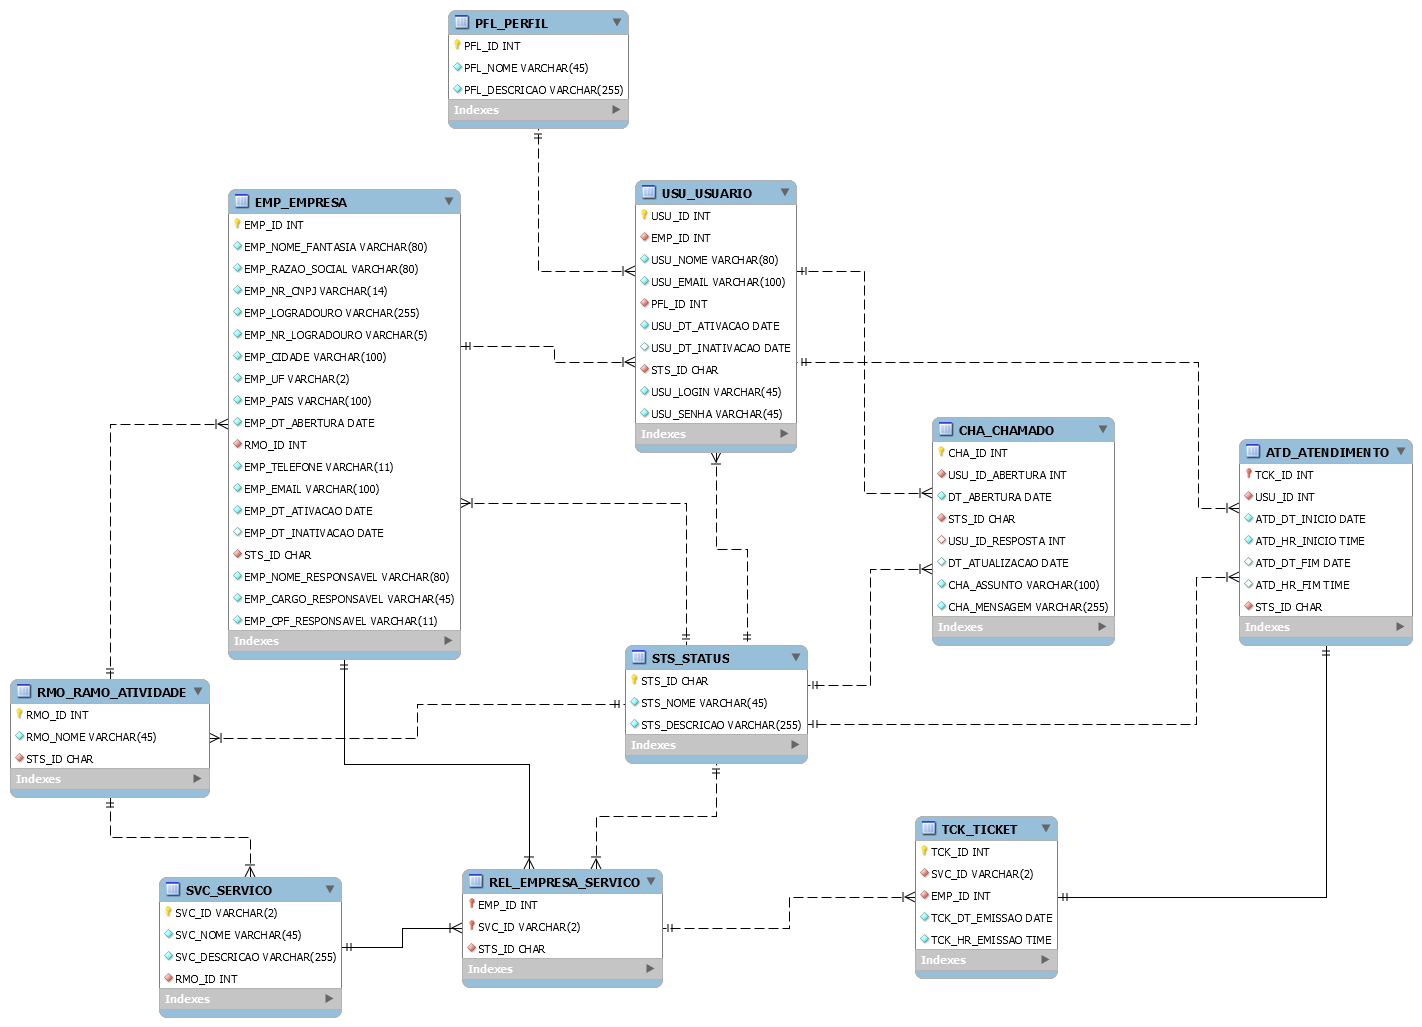 PFL_PERFIL
PFL_ID INT
PFL_NOME VARCHAR(45)
PFL_DESCRICAO VARCHAR(255)
Indexes
EMP_EMPRESA
EMP_ID INT
EMP_NOME_FANTASIA VARCHAR(80)
EMP_RAZAO_SOCIAL VARCHAR(80)
EMP_NR_CNPJ VARCHAR(14)
EMP_LOGRADOURO VARCHAR(255)
EMP_NR_LOGRADOURO VARCHAR(5)
EMP_CIDADE VARCHAR(100)
EMP_UF VARCHAR(2)
EMP_PAIS VARCHAR(100)
EMP_DT_ABERTURA DATE
RMO_ID INT
EMP_TELEFONE VARCHAR(11)
EMP_EMAIL VARCHAR(100)
EMP_DT_ATIVACAO DATE
EMP_DT_INATIVACAO DATE
STS_ID CHAR
EMP_NOME_RESPONSAVEL VARCHAR(80)
EMP_CARGO_RESPONSAVEL VARCHAR(45)
EMP_CPF_RESPONSAVEL VARCHAR(11)
Indexes
USU_USUARIO
USU_ID INT
EMP_ID INT
USU_NOME VARCHAR(80)
USU_EMAIL VARCHAR(100)
PFL_ID INT
USU_DT_ATIVACAO DATE
USU_DT_INATIVACAO DATE
STS_ID CHAR
USU_LOGIN VARCHAR(45)
USU_SENHA VARCHAR(45)
Indexes
CHA_CHAMADO
CHA_ID INT
USU_ID_ABERTURA INT
DT_ABERTURA DATE
STS_ID CHAR
USU_ID_RESPOSTA INT
DT_ATUALIZACAO DATE
CHA_ASSUNTO VARCHAR(100)
CHA_MENSAGEM VARCHAR(255)
Indexes
ATD_ATENDIMENTO
TCK_ID INT
USU_ID INT
ATD_DT_INICIO DATE
ATD_HR_INICIO TIME
ATD_DT_FIM DATE
ATD_HR_FIM TIME
STS_ID CHAR
Indexes
RMO_RAMO_ATIVIDADE
RMO_ID INT
RMO_NOME VARCHAR(45)
STS_ID CHAR
Indexes
STS_STATUS
STS_ID CHAR
STS_NOME VARCHAR(45)
STS_DESCRICAO VARCHAR(255)
Indexes
SVC_SERVICO
SVC_ID VARCHAR(2)
SVC_NOME VARCHAR(45)
SVC_DESCRICAO VARCHAR(255)
RMO_ID INT
Indexes
REL_EMPRESA_SERVICO
EMP_ID INT
SVC_ID VARCHAR(2)
STS_ID CHAR
Indexes
TCK_TICKET
TCK_ID INT
SVC_ID VARCHAR(2)
EMP_ID INT
TCK_DT_EMISSAO DATE
TCK_HR_EMISSAO TIME
Indexes